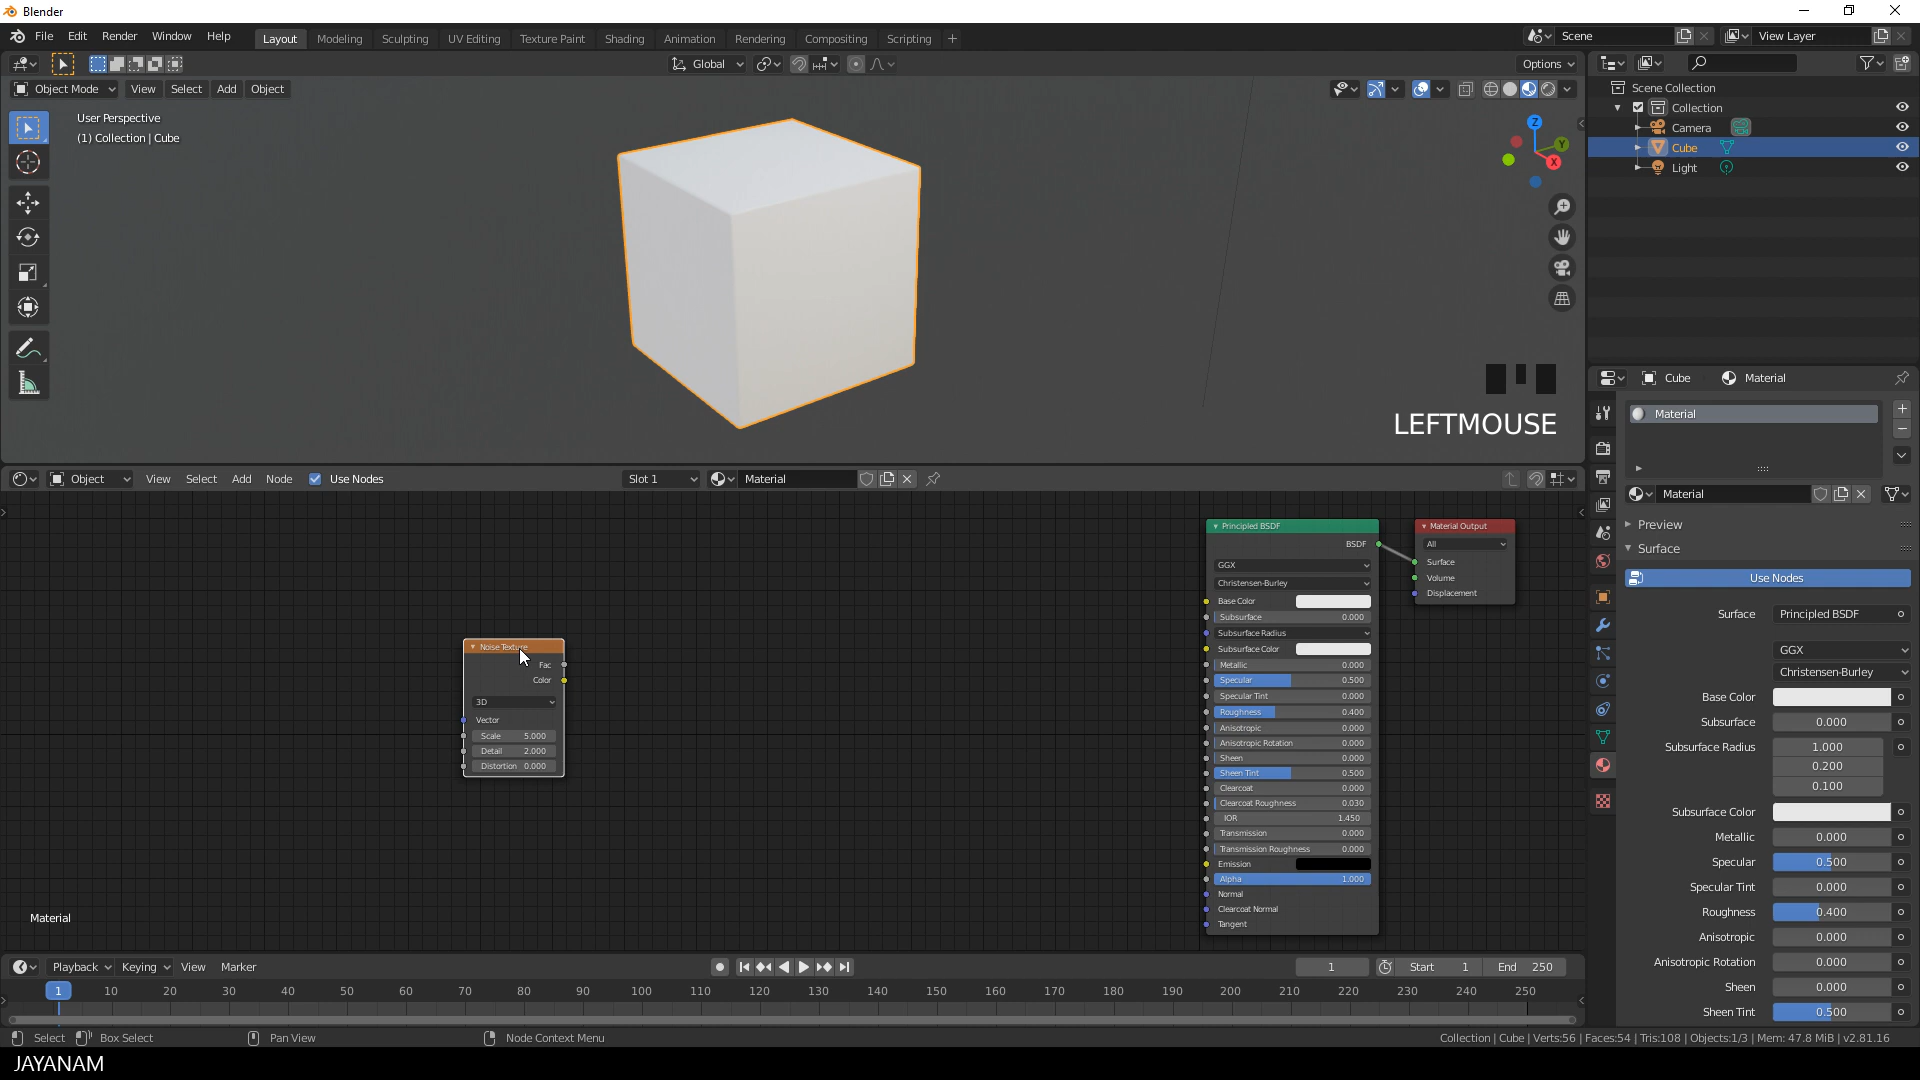 Blender
File Edit Render Window Help
Layout Modeling Sculpting UV Editing Texture Paint Shading Animation Rendering Compositing Scripting +
Scene
View Layer
Global
Options
Object Mode View Select Add Object
User Perspective
(1) Collection | Cube
Z
Y
X
LEFTMOUSE
Scene Collection
Collection
Camera
Cube
Light
Cube Material
Material
Material
Preview
Surface
Use Nodes
Surface Principled BSDF
GGX
Christensen-Burley
Base Color
Subsurface 0.000
Subsurface Radius 1.000
0.200
0.100
Subsurface Color
Metallic 0.000
Specular 0.500
Specular Tint 0.000
Roughness 0.400
Anisotropic 0.000
Anisotropic Rotation 0.000
Sheen 0.000
Sheen Tint 0.500
Object View Select Add Node Use Nodes Slot 1 Material
Noise Texture
Fac
Color
3D
Vector
Scale 5.000
Detail 2.000
Distortion 0.000
Principled BSDF
BSDF
GGX
Christensen-Burley
Base Color
Subsurface 0.000
Subsurface Radius
Subsurface Color
Metallic 0.000
Specular 0.500
Specular Tint 0.000
Roughness 0.400
Anisotropic 0.000
Anisotropic Rotation 0.000
Sheen 0.000
Sheen Tint 0.500
Clearcoat 0.000
Clearcoat Roughness 0.030
IOR 1.450
Transmission 0.000
Transmission Roughness 0.000
Emission
Alpha 1.000
Normal
Clearcoat Normal
Tangent
Material Output
All
Surface
Volume
Displacement
Material
Playback Keying View Marker
1 Start 1 End 250
1 10 20 30 40 50 60 70 80 90 100 110 120 130 140 150 160 170 180 190 200 210 220 230 240 250
Select Box Select Pan View Node Context Menu
Collection | Cube | Verts:56 | Faces:54 | Tris:108 | Objects:1/3 | Mem: 47.8 MiB | v2.81.16
JAYANAM